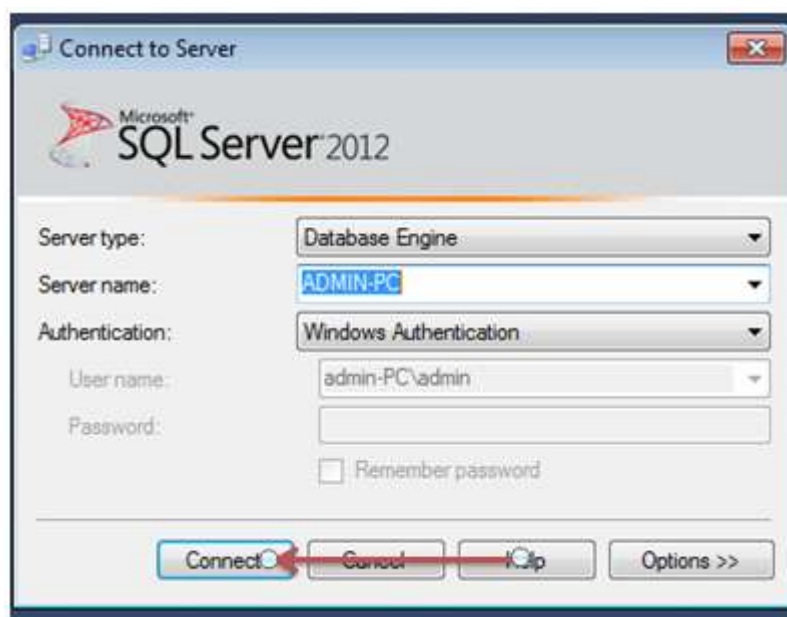 Connect to Server
Microsoft®
SQL Server® 2012
Server type: Database Engine
Server name: ADMIN-PC
Authentication: Windows Authentication
User name: admin-PC\admin
Password:
Remember password
Connect Cancel Help Options >>